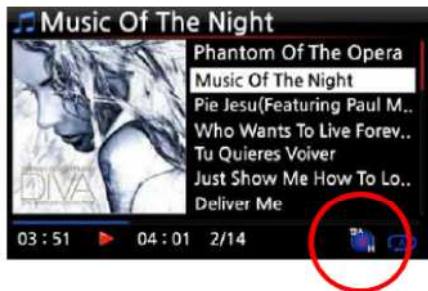 Music Of The Night
Phantom Of The Opera
Music Of The Night
Pie Jesu(Featuring Paul M..
Who Wants To Live Forev..
Tu Quieres Voiver
Just Show Me How To Lo..
Deliver Me
DIVA
03:51 04:01 2/14